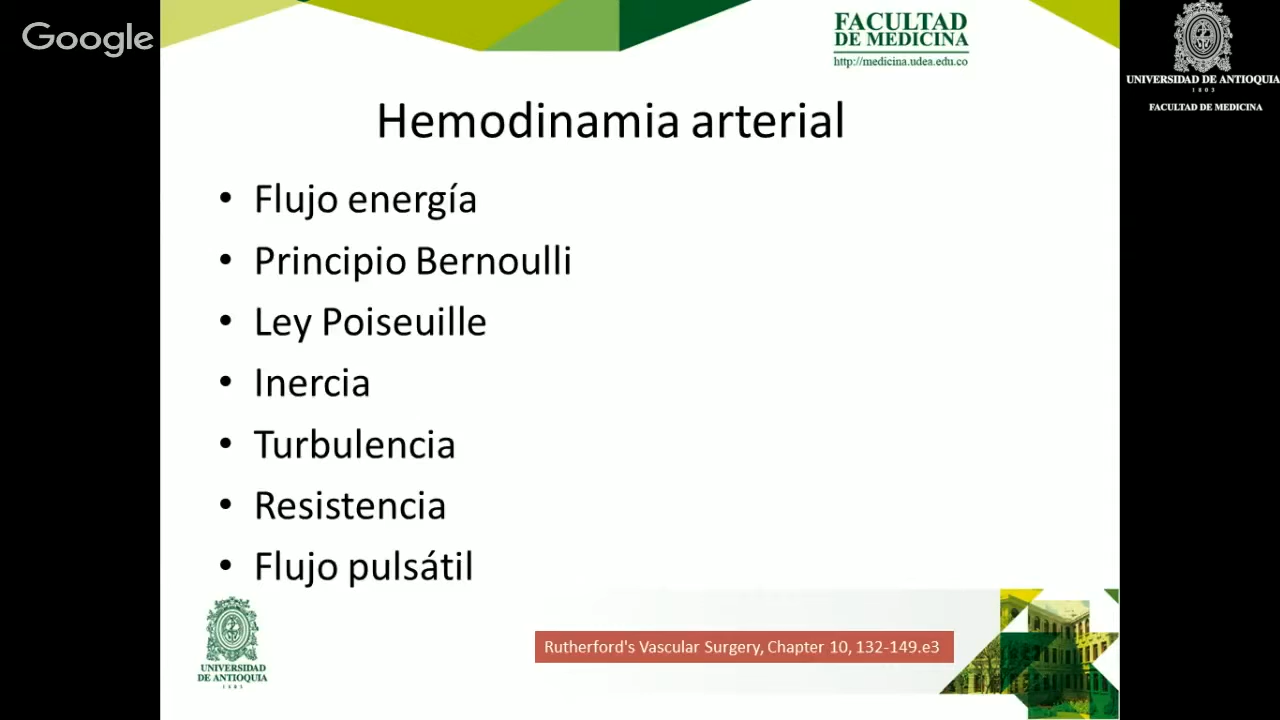 Google
FACULTAD
DE MEDICINA
http://medicina.udea.edu.co
UNIVERSIDAD DE ANTIOQUIA
1803
FACULTAD DE MEDICINA
Hemodinamia arterial
• Flujo energía
• Principio Bernoulli
• Ley Poiseuille
• Inercia
• Turbulencia
• Resistencia
• Flujo pulsátil
UNIVERSIDAD
DE ANTIOQUIA
1803
Rutherford's Vascular Surgery, Chapter 10, 132-149.e3